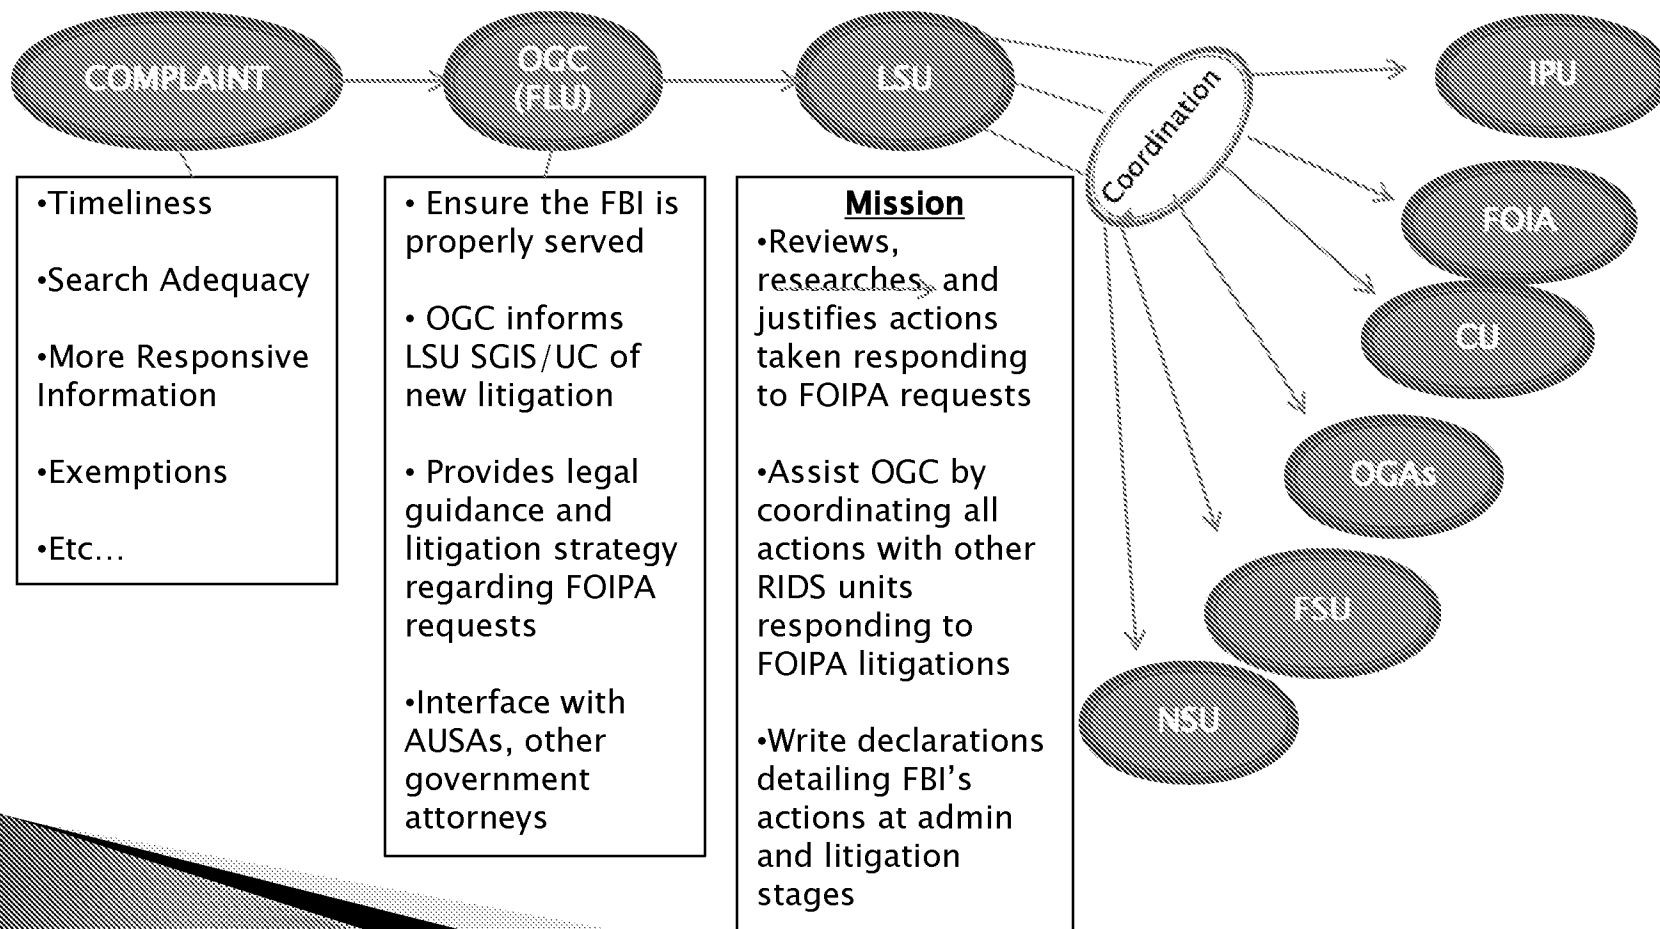 COMPLAINT
OGC
(FLU)
LSU
Coordination
IPU
FOIA
CU
OGAs
FSU
NSU
•Timeliness
•Search Adequacy
•More Responsive
Information
•Exemptions
•Etc...
• Ensure the FBI is
properly served
• OGC informs
LSU SGIS/UC of
new litigation
• Provides legal
guidance and
litigation strategy
regarding FOIPA
requests
•Interface with
AUSAs, other
government
attorneys
Mission
•Reviews,
researches, and
justifies actions
taken responding
to FOIPA requests
•Assist OGC by
coordinating all
actions with other
RIDS units
responding to
FOIPA litigations
•Write declarations
detailing FBI's
actions at admin
and litigation
stages